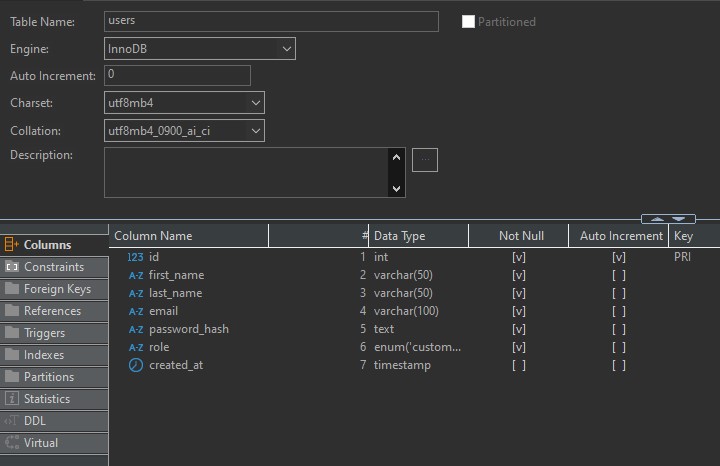 Table Name: users Partitioned
Engine: InnoDB
Auto Increment: 0
Charset: utf8mb4
Collation: utf8mb4_0900_ai_ci
Description: ...
Columns
Constraints
Foreign Keys
References
Triggers
Indexes
Partitions
Statistics
DDL
Virtual
Column Name # Data Type Not Null Auto Increment Key
123 id 1 int [v] [v] PRI
A-Z first_name 2 varchar(50) [v] [ ]
A-Z last_name 3 varchar(50) [v] [ ]
A-Z email 4 varchar(100) [v] [ ]
A-Z password_hash 5 text [v] [ ]
A-Z role 6 enum('custom... [v] [ ]
created_at 7 timestamp [ ] [ ]